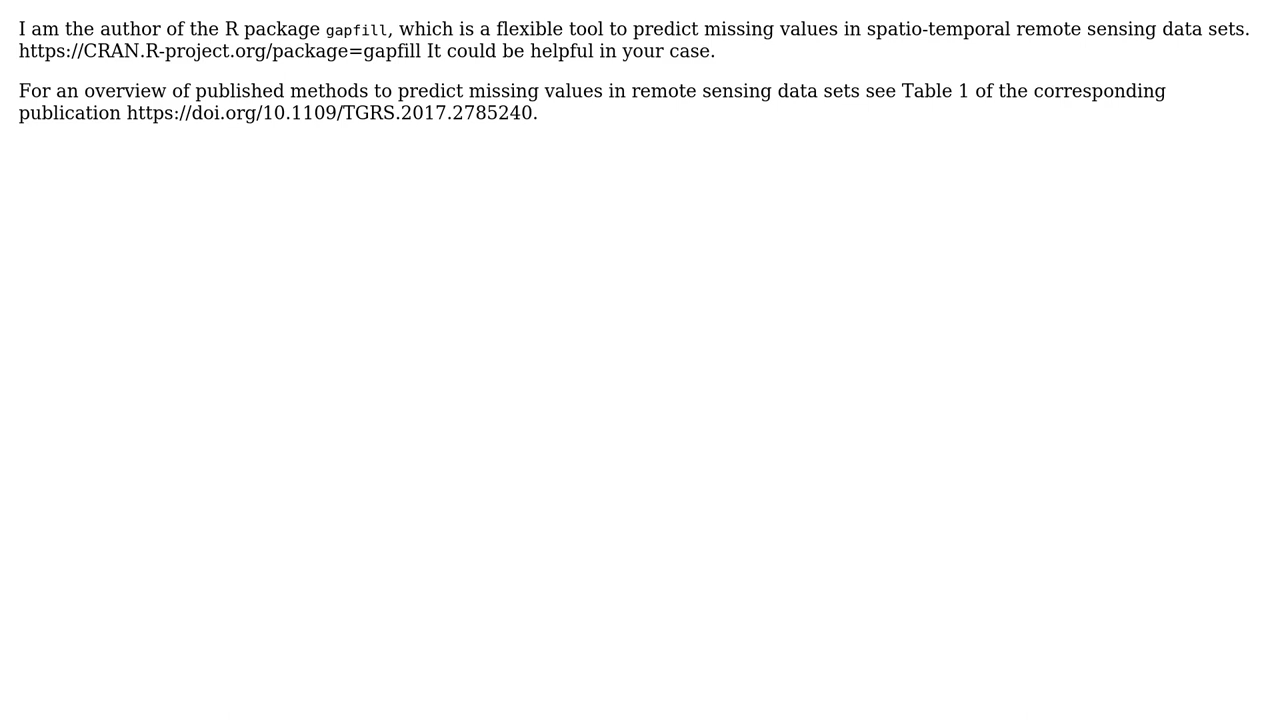 I am the author of the R package gapfill, which is a flexible tool to predict missing values in spatio-temporal remote sensing data sets.
https://CRAN.R-project.org/package=gapfill It could be helpful in your case.
For an overview of published methods to predict missing values in remote sensing data sets see Table 1 of the corresponding
publication https://doi.org/10.1109/TGRS.2017.2785240.